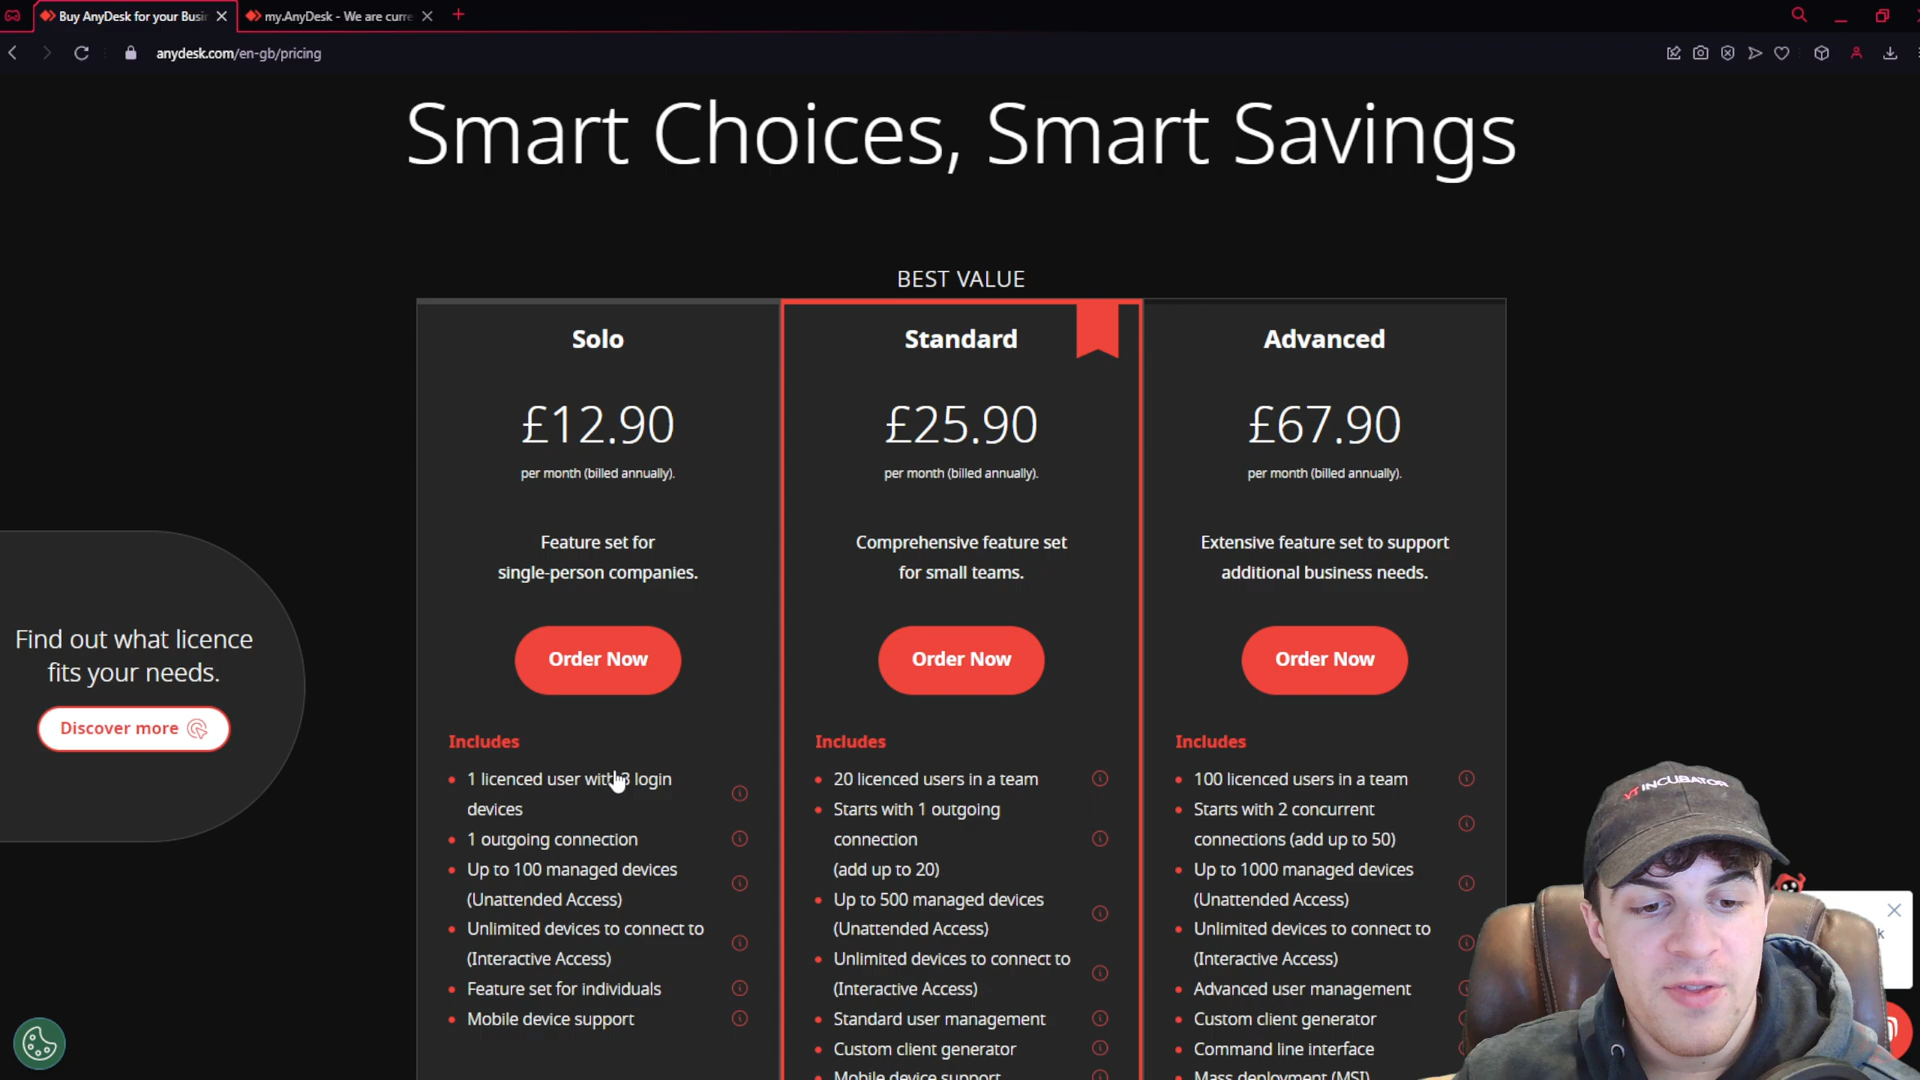 Buy AnyDesk for your Busi
my.AnyDesk - We are curre
anydesk.com/en-gb/pricing
Smart Choices, Smart Savings
BEST VALUE
Solo
£12.90
per month (billed annually).
Feature set for
single-person companies.
Order Now
Includes
1 licenced user with 3 login
devices
1 outgoing connection
Up to 100 managed devices
(Unattended Access)
Unlimited devices to connect to
(Interactive Access)
Feature set for individuals
Mobile device support
Standard
£25.90
per month (billed annually).
Comprehensive feature set
for small teams.
Order Now
Includes
20 licenced users in a team
Starts with 1 outgoing
connection
(add up to 20)
Up to 500 managed devices
(Unattended Access)
Unlimited devices to connect to
(Interactive Access)
Standard user management
Custom client generator
Mobile device support
Advanced
£67.90
per month (billed annually).
Extensive feature set to support
additional business needs.
Order Now
Includes
100 licenced users in a team
Starts with 2 concurrent
connections (add up to 50)
Up to 1000 managed devices
(Unattended Access)
Unlimited devices to connect to
(Interactive Access)
Advanced user management
Custom client generator
Command line interface
Mass deployment (MSI)
Find out what licence
fits your needs.
Discover more
YT INCUBATOR